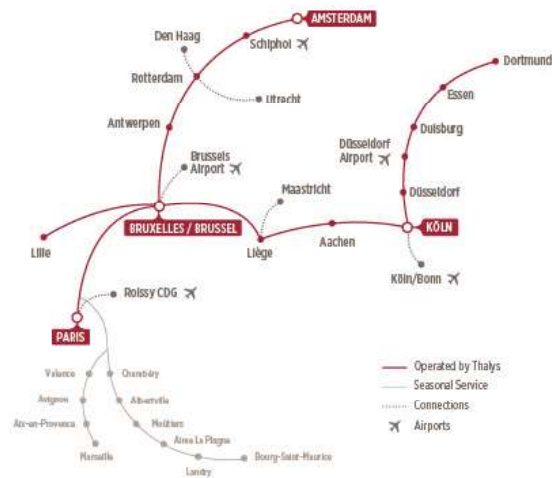 AMSTERDAM
Den Haag
Schiphol
Dortmund
Rotterdam
Utrecht
Essen
Antwerpen
Duisburg
Düsseldorf
Airport
Brussels
Airport
Maastricht
Düsseldorf
BRUXELLES / BRUSSEL
KÖLN
Lille
Liège
Aachen
Köln/Bonn
Roissy CDG
PARIS
Operated by Thalys
Seasonal Service
Connections
Airports
Valence
Chambéry
Avignon
Albertville
Aix-en-Provence
Moûtiers
Marseille
Aime La Plagne
Landry
Bourg-Saint-Maurice